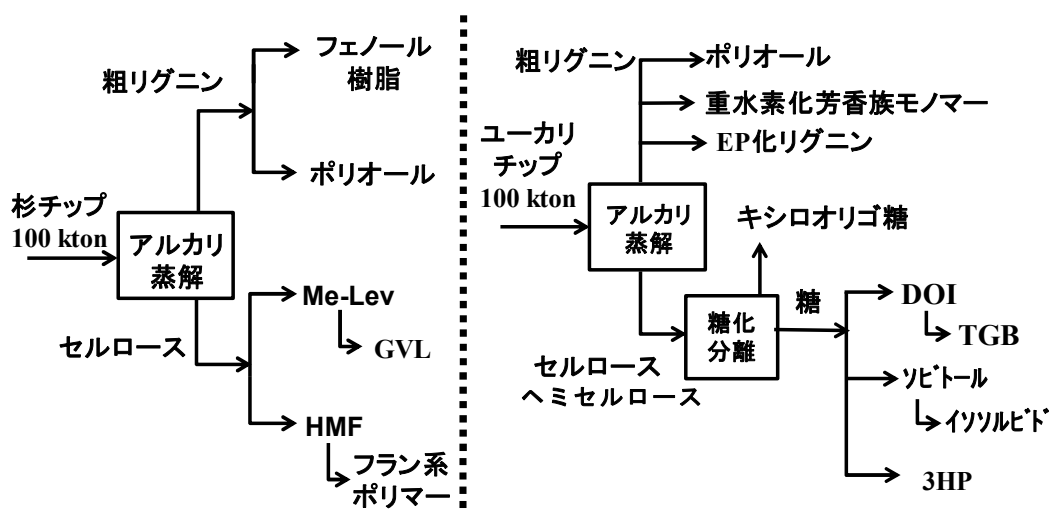 フェノール
樹脂
粗リグニン
ポリオール
杉チップ
100 kton
アルカリ
蒸解
Me-Lev
GVL
セルロース
HMF
フラン系
ポリマー
粗リグニン
ポリオール
重水素化芳香族モノマー
EP化リグニン
ユーカリ
チップ
100 kton
アルカリ
蒸解
キシロオリゴ糖
糖化
分離
糖
セルロース
ヘミセルロース
DOI
TGB
ソビトール
イソソルビド
3HP